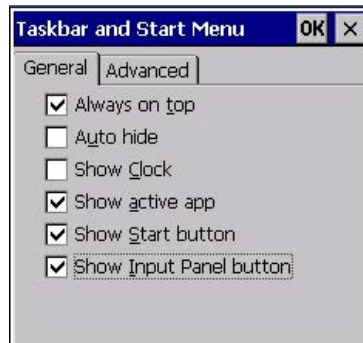 Taskbar and Start Menu OK ×
General Advanced
Always on top
Auto hide
Show Clock
Show active app
Show Start button
Show Input Panel button